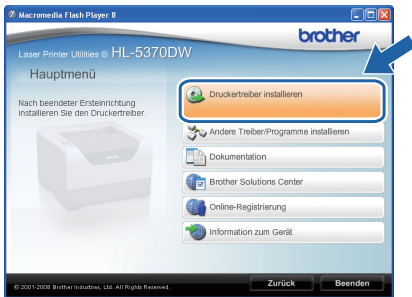 Macromedia Flash Player 8
brother
Laser Printer Utilities ® HL-5370DW
Hauptmenü
Nach beendeter Ersteinrichtung
installieren Sie den Druckertreiber.
Druckertreiber installieren
Andere Treiber/Programme installieren
Dokumentation
Brother Solutions Center
Online-Registrierung
Information zum Gerät
© 2001-2008 Brother Industries, Ltd. All Rights Reserved.
Zurück
Beenden